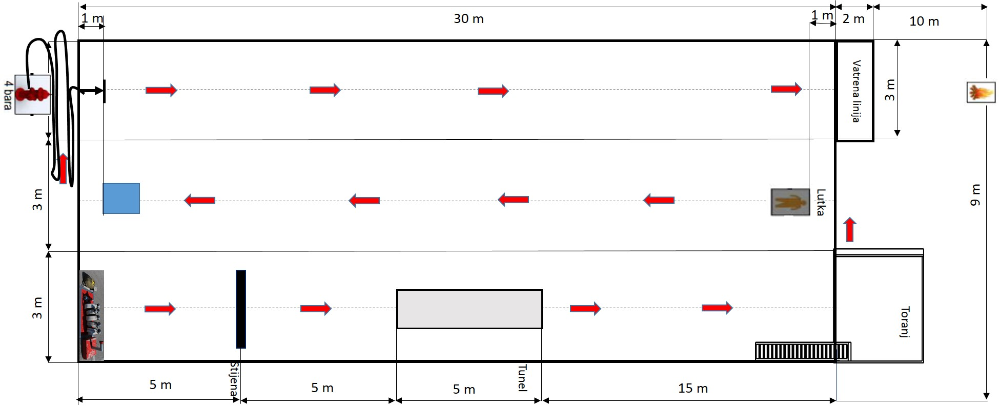 1 m
30 m
1 m
2 m
10 m
4 bara
Vatrena linija
3 m
3 m
Lutka
9 m
3 m
Toranj
Stijena
Tunel
5 m
5 m
5 m
15 m